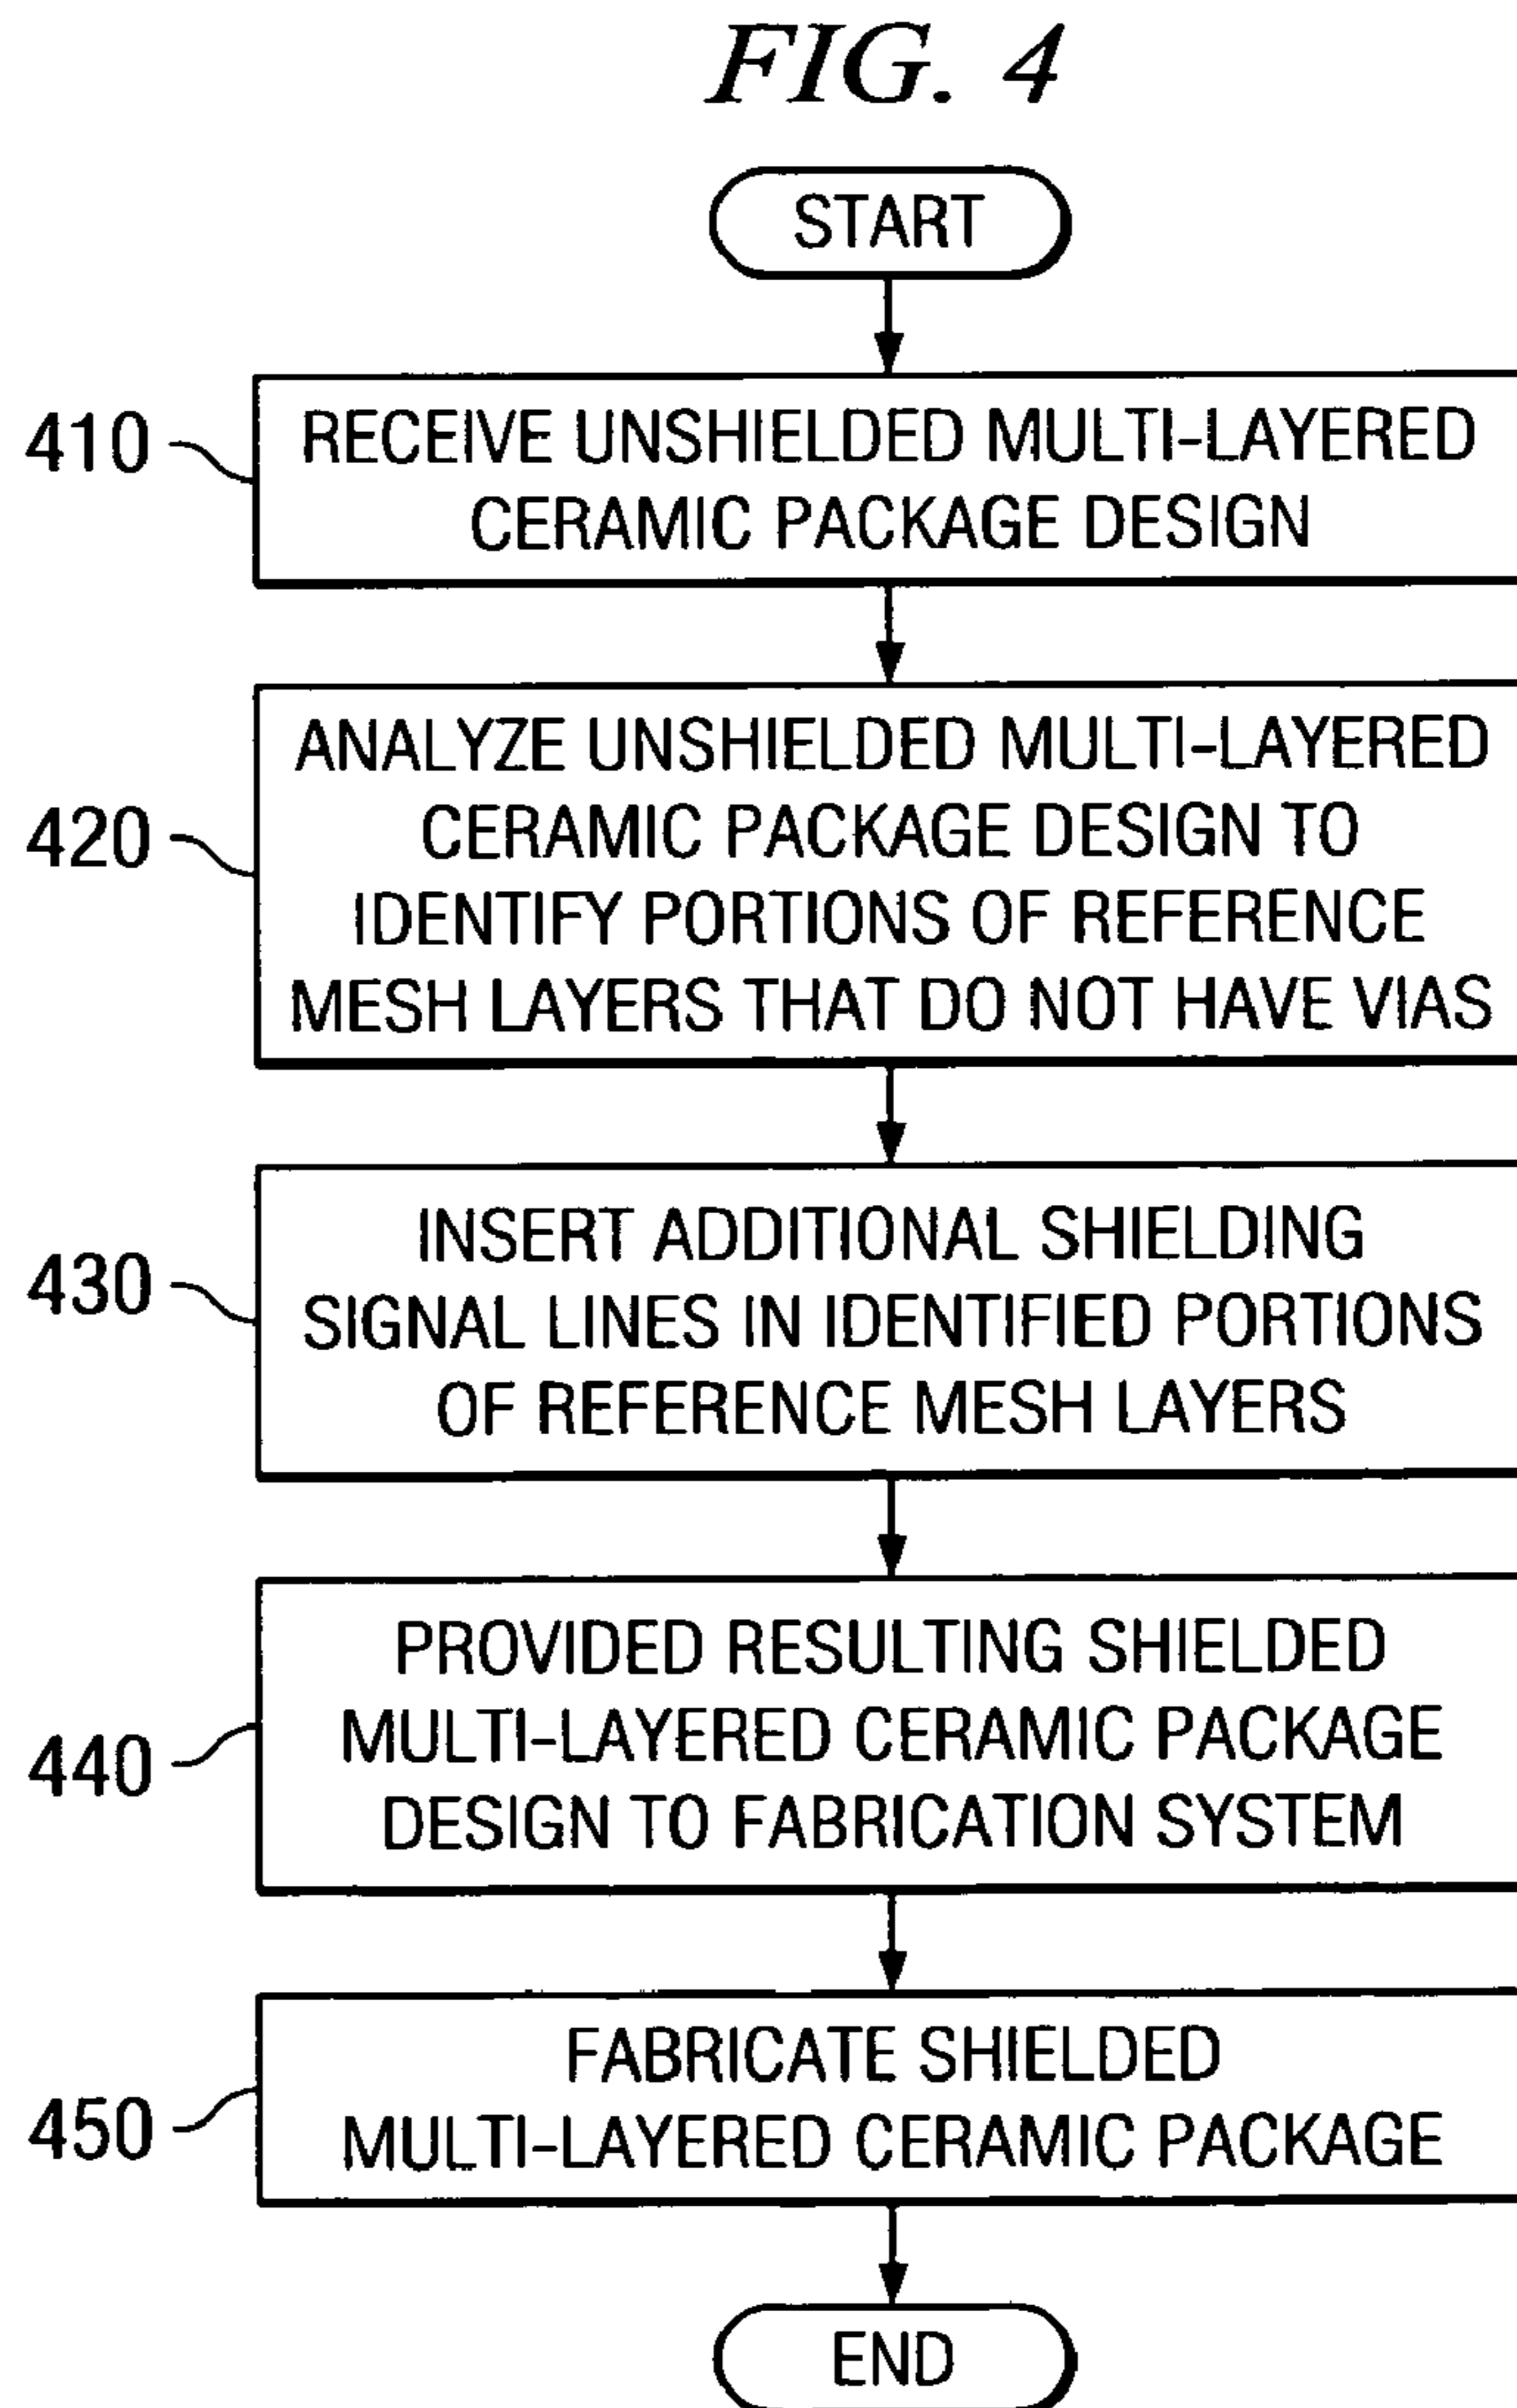 FIG. 4
START
410
RECEIVE UNSHIELDED MULTI-LAYERED
CERAMIC PACKAGE DESIGN
420
ANALYZE UNSHIELDED MULTI-LAYERED
CERAMIC PACKAGE DESIGN TO
IDENTIFY PORTIONS OF REFERENCE
MESH LAYERS THAT DO NOT HAVE VIAS
430
INSERT ADDITIONAL SHIELDING
SIGNAL LINES IN IDENTIFIED PORTIONS
OF REFERENCE MESH LAYERS
440
PROVIDED RESULTING SHIELDED
MULTI-LAYERED CERAMIC PACKAGE
DESIGN TO FABRICATION SYSTEM
450
FABRICATE SHIELDED
MULTI-LAYERED CERAMIC PACKAGE
END